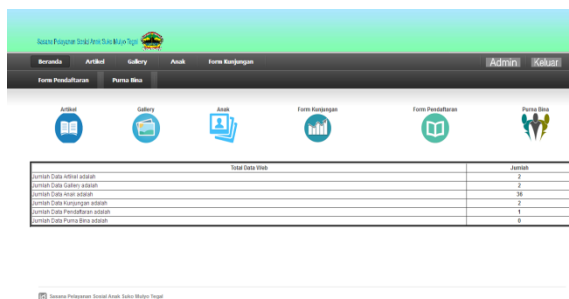 Sasana Pelayanan Sosial Anak Suko Mulyo Tegal
Beranda Artikel Gallery Anak Form Kunjungan Admin Keluar
Form Pendaftaran Purna Bina
Artikel Gallery Anak Form Kunjangan Form Pendaftaran Purna Bina
Total Data Web Jumlah
Jumlah Data Artikel adalah 2
Jumlah Data Gallery adalah 2
Jumlah Data Anak adalah 36
Jumlah Data Kunjungan adalah 2
Jumlah Data Pendaftaran adalah 1
Jumlah Data Purna Bina adalah 0
Sasana Pelayanan Sosial Anak Suko Mulyo Tegal